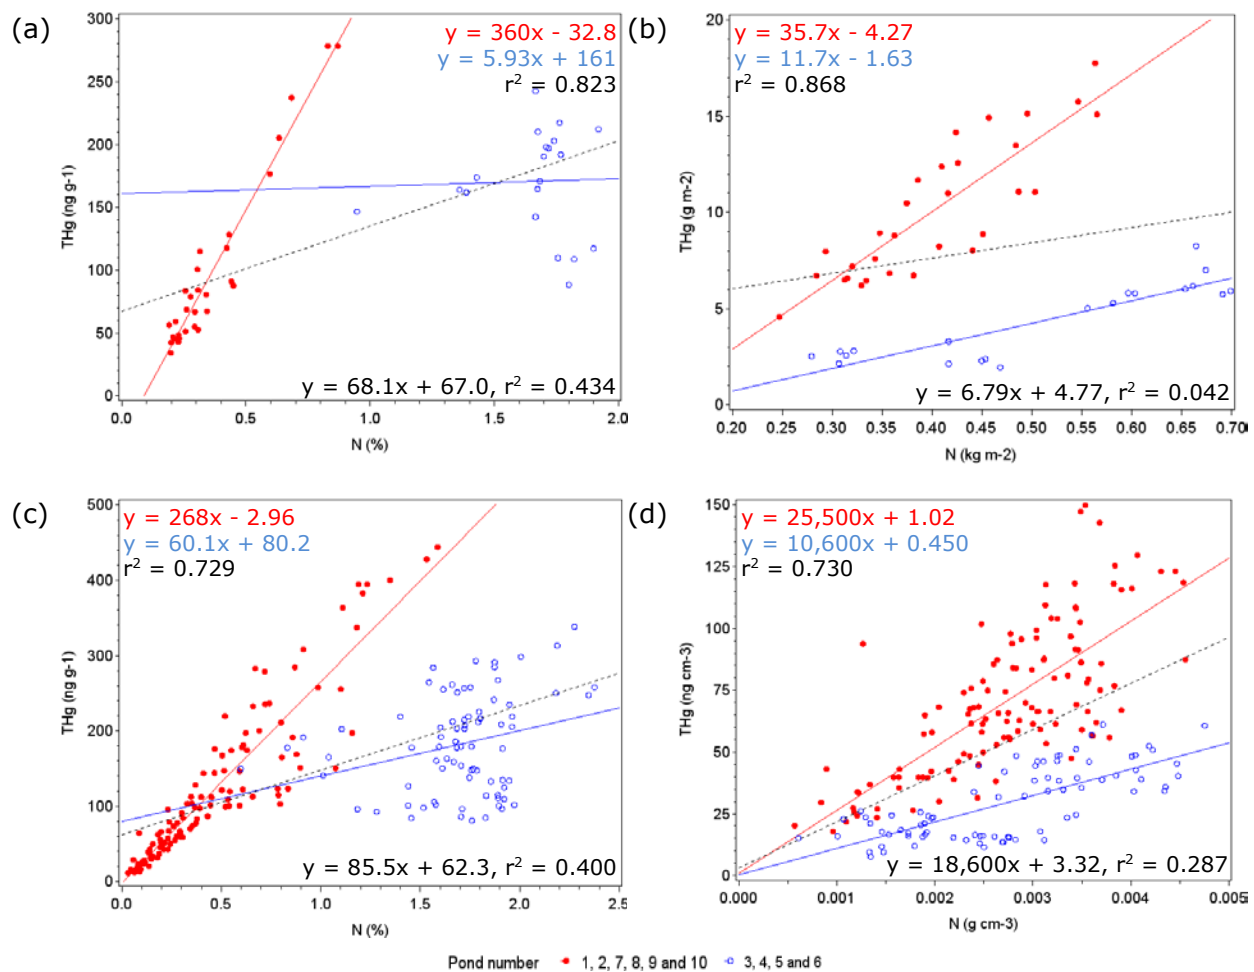 (a)
y = 360x - 32.8
y = 5.93x + 161
r² = 0.823
THg (ng g-1)
300
250
200
150
100
50
0
y = 68.1x + 67.0, r² = 0.434
0.0 0.5 1.0 1.5 2.0
N (%)
(b)
y = 35.7x - 4.27
y = 11.7x - 1.63
r² = 0.868
THg (g m-2)
20
15
10
5
0
y = 6.79x + 4.77, r² = 0.042
0.20 0.25 0.30 0.35 0.40 0.45 0.50 0.55 0.60 0.65 0.70
N (kg m-2)
(c)
y = 268x - 2.96
y = 60.1x + 80.2
r² = 0.729
THg (ng g-1)
500
400
300
200
100
0
y = 85.5x + 62.3, r² = 0.400
0.0 0.5 1.0 1.5 2.0 2.5
N (%)
(d)
y = 25,500x + 1.02
y = 10,600x + 0.450
r² = 0.730
THg (ng cm-3)
150
125
100
75
50
25
0
y = 18,600x + 3.32, r² = 0.287
0.000 0.001 0.002 0.003 0.004 0.005
N (g cm-3)
Pond number 1, 2, 7, 8, 9 and 10 3, 4, 5 and 6